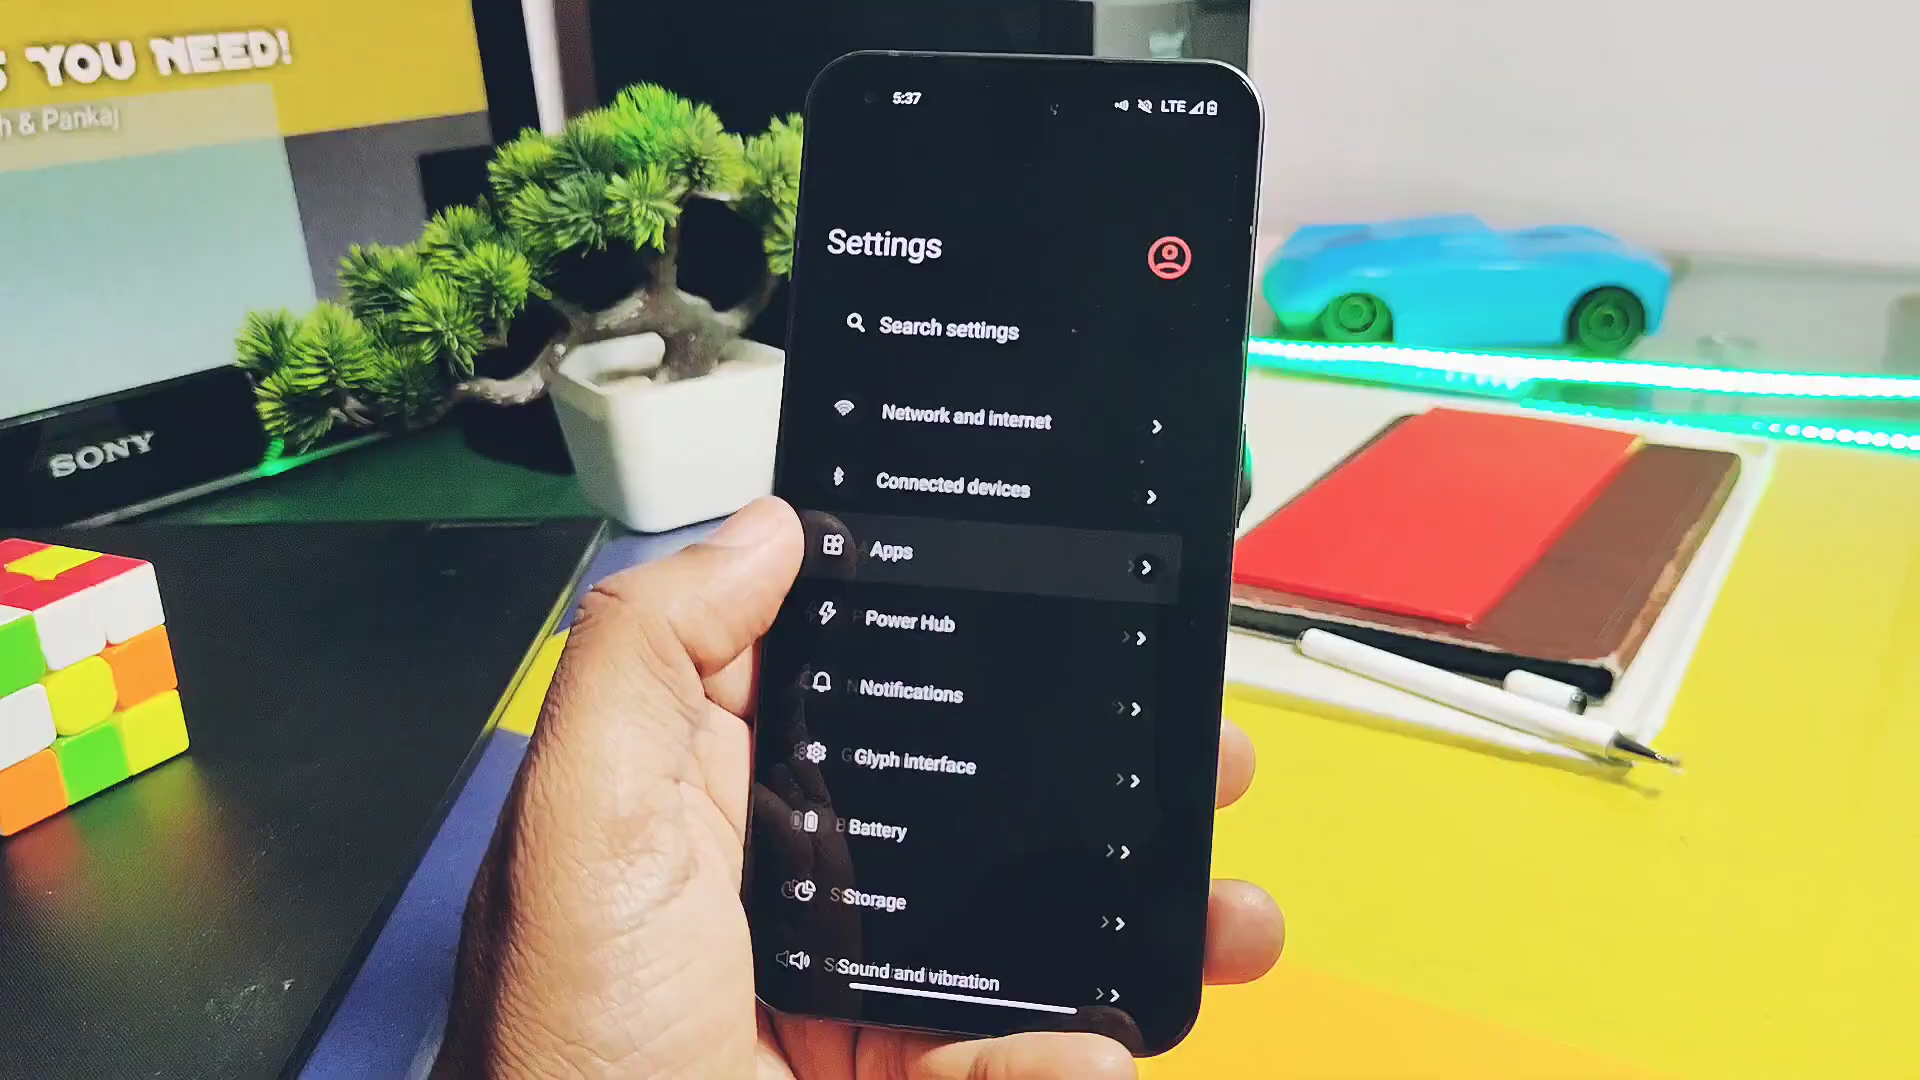 YOU NEED!
h & Pankaj
SONY
5:37
LTE
Settings
Search settings
Network and internet
Connected devices
Apps
Power Hub
Notifications
Glyph interface
Battery
Storage
Sound and vibration